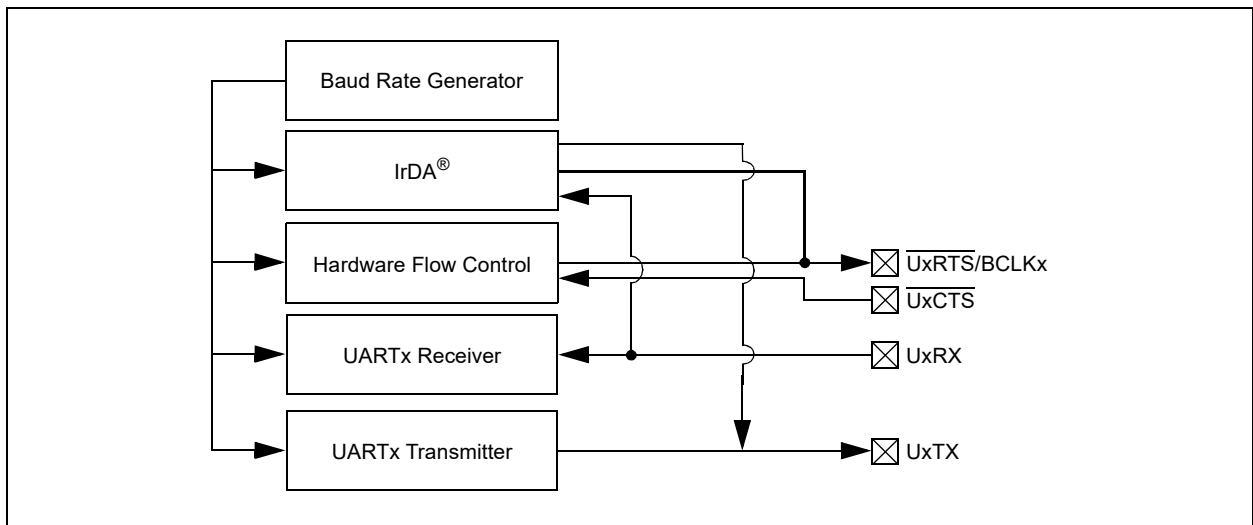 Baud Rate Generator
IrDA®
Hardware Flow Control
UxRTS/BCLKx
UxCTS
UARTx Receiver
UxRX
UARTx Transmitter
UxTX